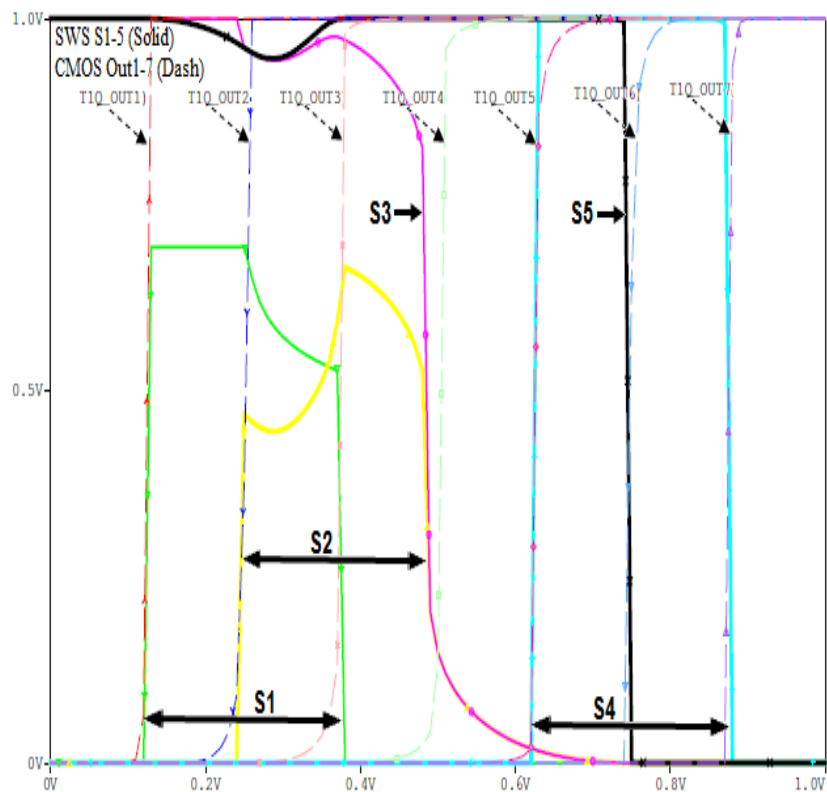 1.0V
SWS S1-5 (Solid)
CMOS Out1-7 (Dash)
T1Q_OUT1)
T1Q_OUT2
T1Q_OUT3
T1Q_OUT4
T1Q_OUT5
T1Q_OUT6
T1Q_OUT7
S3
S5
0.5V
S2
S1
S4
0V
0V
0.2V
0.4V
0.6V
0.8V
1.0V